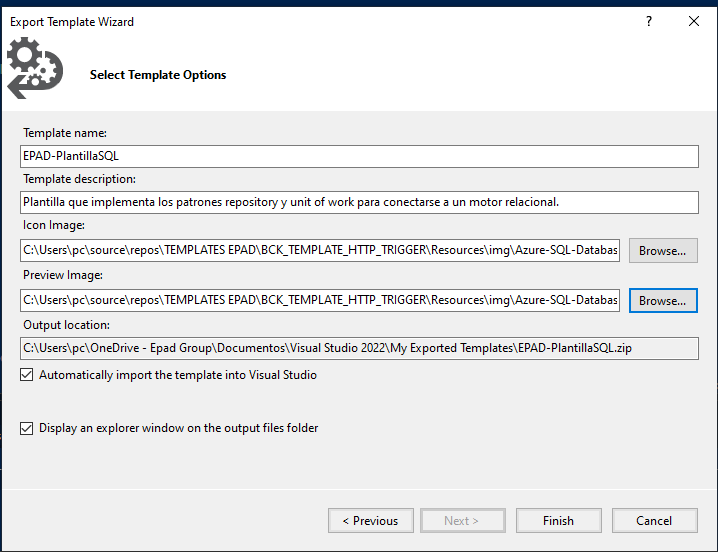 Export Template Wizard
?
Select Template Options
Template name:
EPAD-PlantillaSQL
Template description:
Plantilla que implementa los patrones repository y unit of work para conectarse a un motor relacional.
Icon Image:
C:\Users\pc\source\repos\TEMPLATES EPAD\BCK_TEMPLATE_HTTP_TRIGGER\Resources\img\Azure-SQL-Databas Browse...
Preview Image:
C:\Users\pc\source\repos\TEMPLATES EPAD\BCK_TEMPLATE_HTTP_TRIGGER\Resources\img\Azure-SQL-Databas Browse...
Output location:
C:\Users\pc\OneDrive - Epad Group\Documentos\Visual Studio 2022\My Exported Templates\EPAD-PlantillaSQL.zip
Automatically import the template into Visual Studio
Display an explorer window on the output files folder
< Previous Next > Finish Cancel